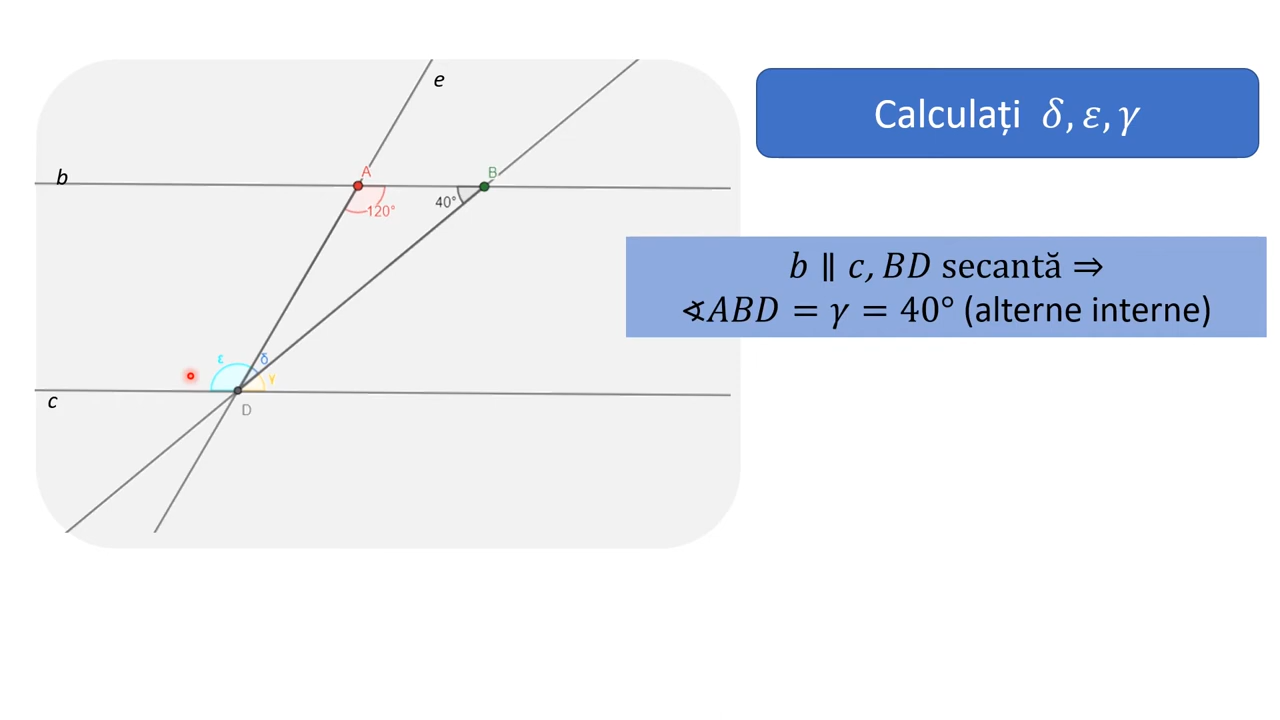 Calculați δ, ε, γ
e
b
A
B
120°
40°
b ∥ c, BD secantă ⇒
∢ABD = γ = 40° (alterne interne)
ε
δ
γ
c
D